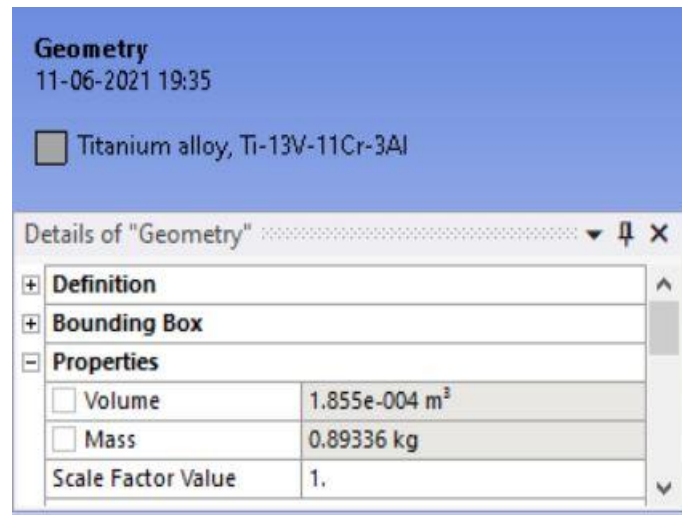 Geometry
11-06-2021 19:35
Titanium alloy, Ti-13V-11Cr-3Al
Details of "Geometry"
Definition
Bounding Box
Properties
Volume 1.855e-004 m³
Mass 0.89336 kg
Scale Factor Value 1.